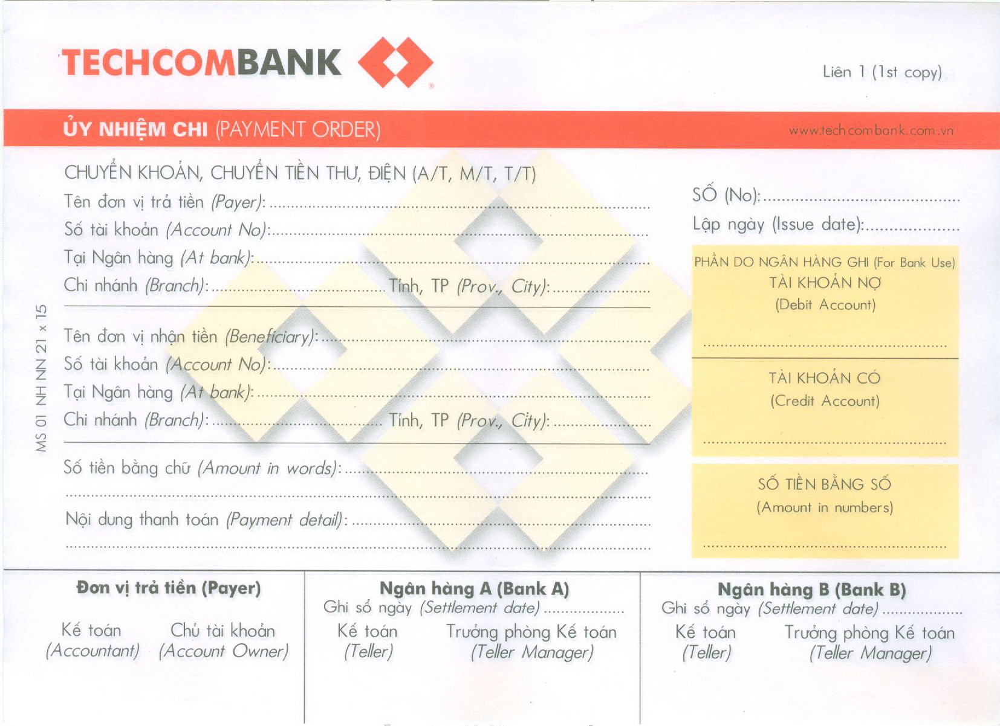 TECHCOMBANK
®
Liên 1 (1st copy)
ỦY NHIỆM CHI (PAYMENT ORDER)
www.techcombank.com.vn
CHUYỂN KHOẢN, CHUYỂN TIỀN THƯ, ĐIỆN (A/T, M/T, T/T)
Tên đơn vị trả tiền (Payer):
Số tài khoản (Account No):
Tại Ngân hàng (At bank):
Chi nhánh (Branch): Tỉnh, TP (Prov., City):
Tên đơn vị nhận tiền (Beneficiary):
Số tài khoản (Account No):
Tại Ngân hàng (At bank):
Chi nhánh (Branch): Tỉnh, TP (Prov., City):
Số tiền bằng chữ (Amount in words):
Nội dung thanh toán (Payment detail):
SỐ (No):
Lập ngày (Issue date):
PHẦN DO NGÂN HÀNG GHI (For Bank Use)
TÀI KHOẢN NỢ
(Debit Account)
TÀI KHOẢN CÓ
(Credit Account)
SỐ TIỀN BẰNG SỐ
(Amount in numbers)
MS 01 NH NN 21 x 15
Đơn vị trả tiền (Payer)
Kế toán Chủ tài khoản
(Accountant) (Account Owner)
Ngân hàng A (Bank A)
Ghi sổ ngày (Settlement date)
Kế toán Trưởng phòng Kế toán
(Teller) (Teller Manager)
Ngân hàng B (Bank B)
Ghi sổ ngày (Settlement date)
Kế toán Trưởng phòng Kế toán
(Teller) (Teller Manager)